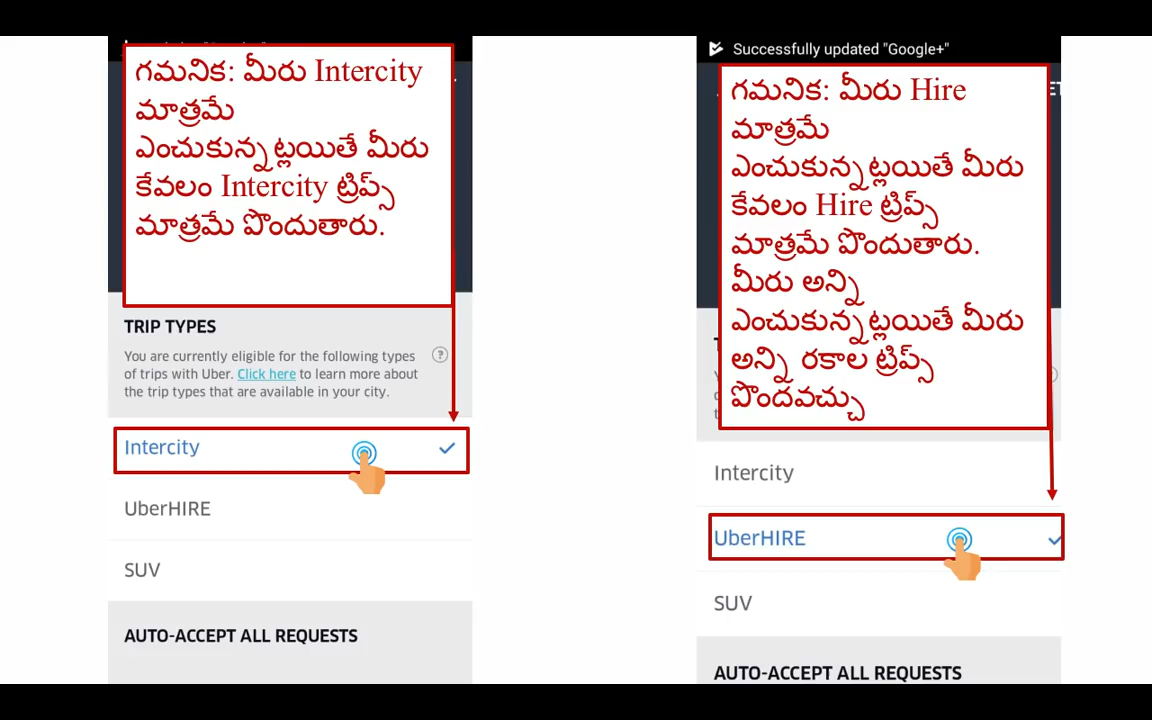 గమనిక: మీరు Intercity
మాత్రమే
ఎంచుకున్నట్లయితే మీరు
కేవలం Intercity ట్రిప్స్
మాత్రమే పొందుతారు.
TRIP TYPES
You are currently eligible for the following types
of trips with Uber. Click here to learn more about
the trip types that are available in your city.
Intercity
UberHIRE
SUV
AUTO-ACCEPT ALL REQUESTS
Successfully updated "Google+"
గమనిక: మీరు Hire
మాత్రమే
ఎంచుకున్నట్లయితే మీరు
కేవలం Hire ట్రిప్స్
మాత్రమే పొందుతారు.
మీరు అన్ని
ఎంచుకున్నట్లయితే మీరు
అన్ని రకాల ట్రిప్స్
పొందవచ్చు
Intercity
UberHIRE
SUV
AUTO-ACCEPT ALL REQUESTS